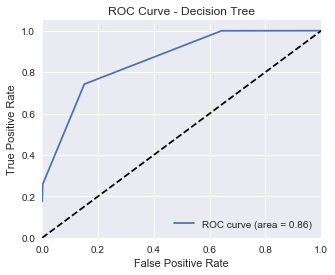 ROC Curve - Decision Tree
1.0
0.8
0.6
0.4
0.2
0.0
True Positive Rate
ROC curve (area = 0.86)
0.0 0.2 0.4 0.6 0.8 1.0
False Positive Rate